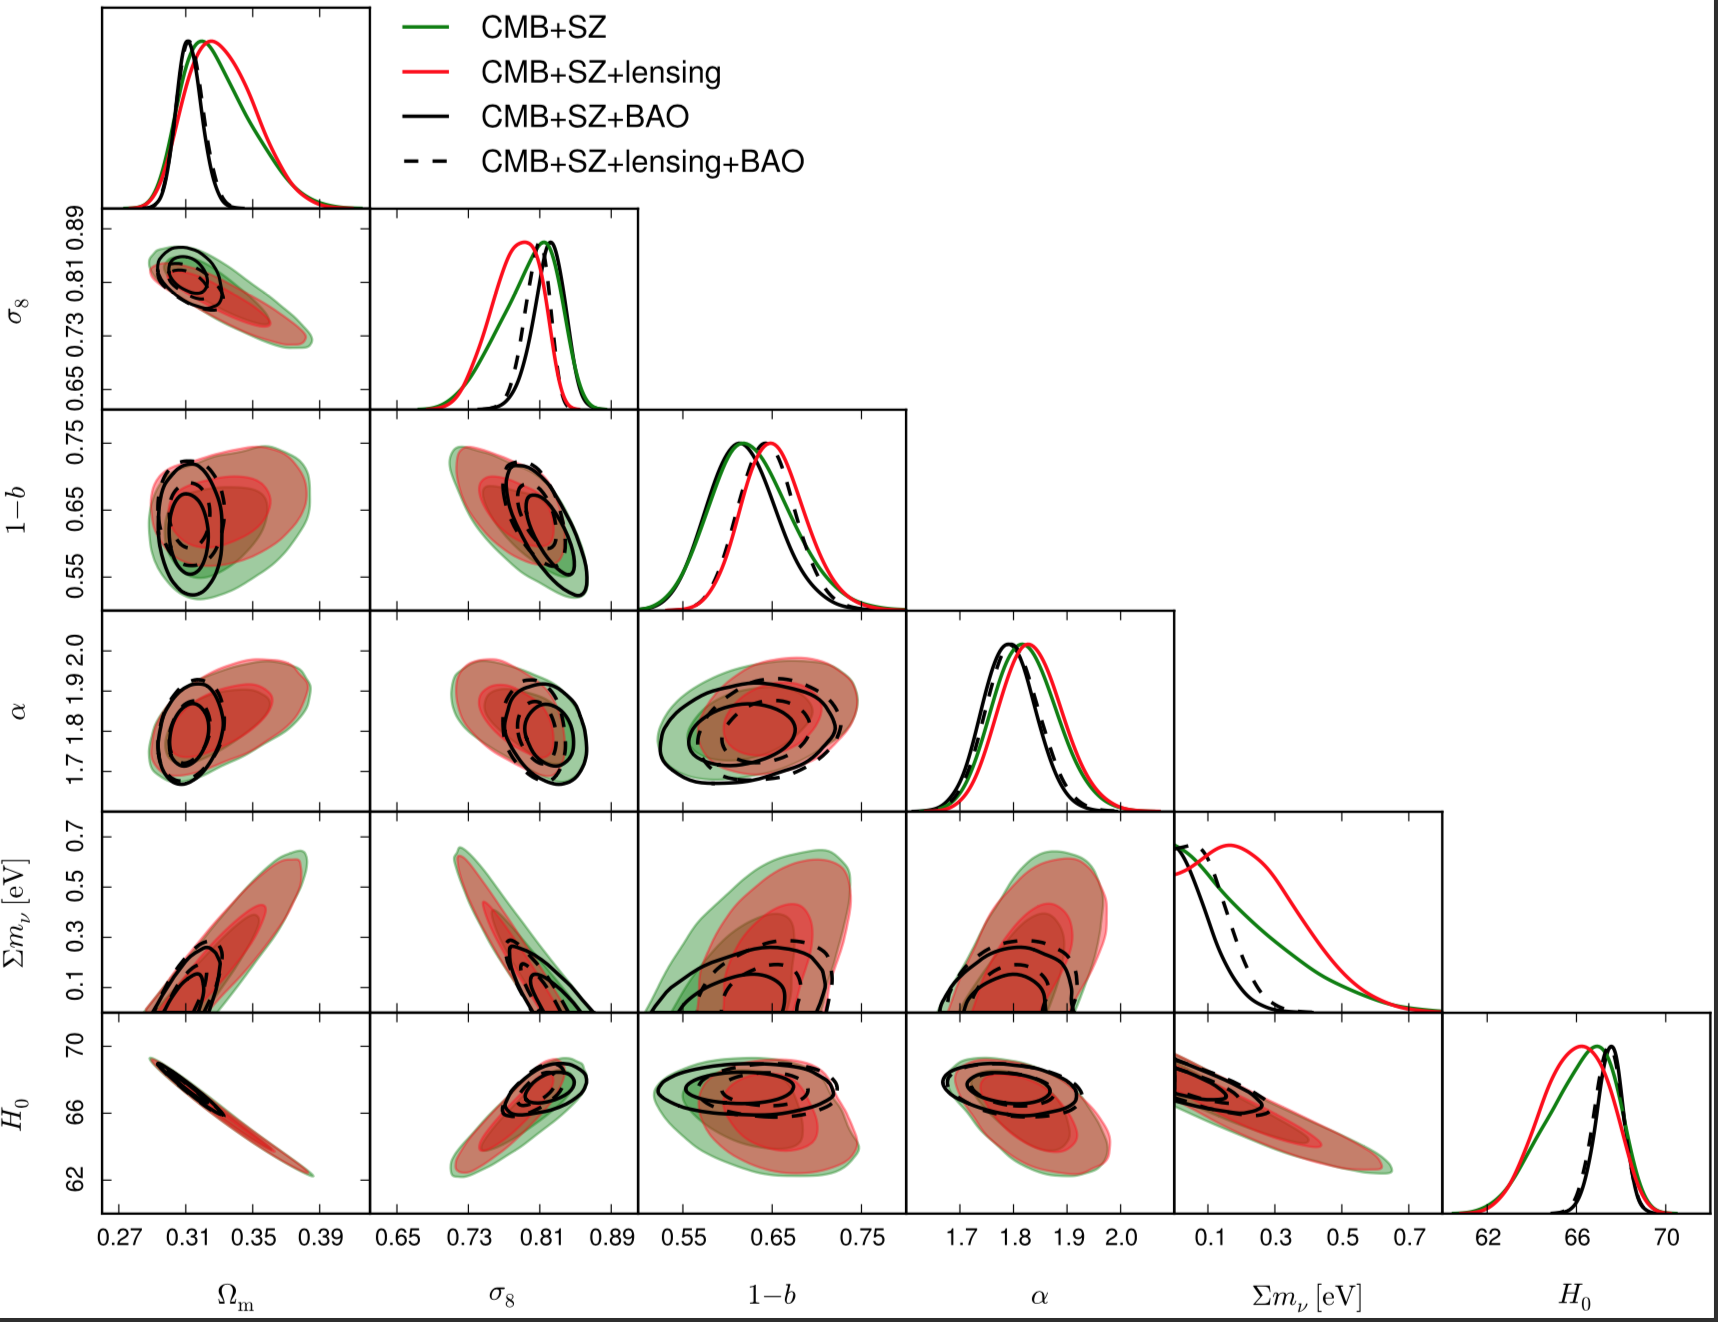 CMB+SZ
CMB+SZ+lensing
CMB+SZ+BAO
CMB+SZ+lensing+BAO
σ₈
0.89
0.81
0.73
0.65
1−b
0.75
0.65
0.55
α
2.0
1.9
1.8
1.7
Σmᵥ [eV]
0.7
0.5
0.3
0.1
H₀
70
66
62
0.27 0.31 0.35 0.39 0.65 0.73 0.81 0.89 0.55 0.65 0.75 1.7 1.8 1.9 2.0 0.1 0.3 0.5 0.7 62 66 70
Ωₘ σ₈ 1−b α Σmᵥ [eV] H₀